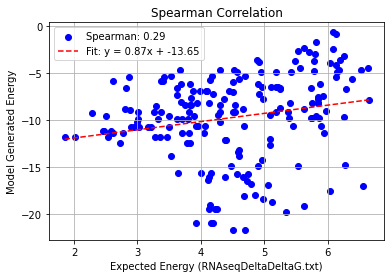 Spearman Correlation
Spearman: 0.29
Fit: y = 0.87x + -13.65
0
−5
−10
−15
−20
Model Generated Energy
2
3
4
5
6
Expected Energy (RNAseqDeltaDeltaG.txt)